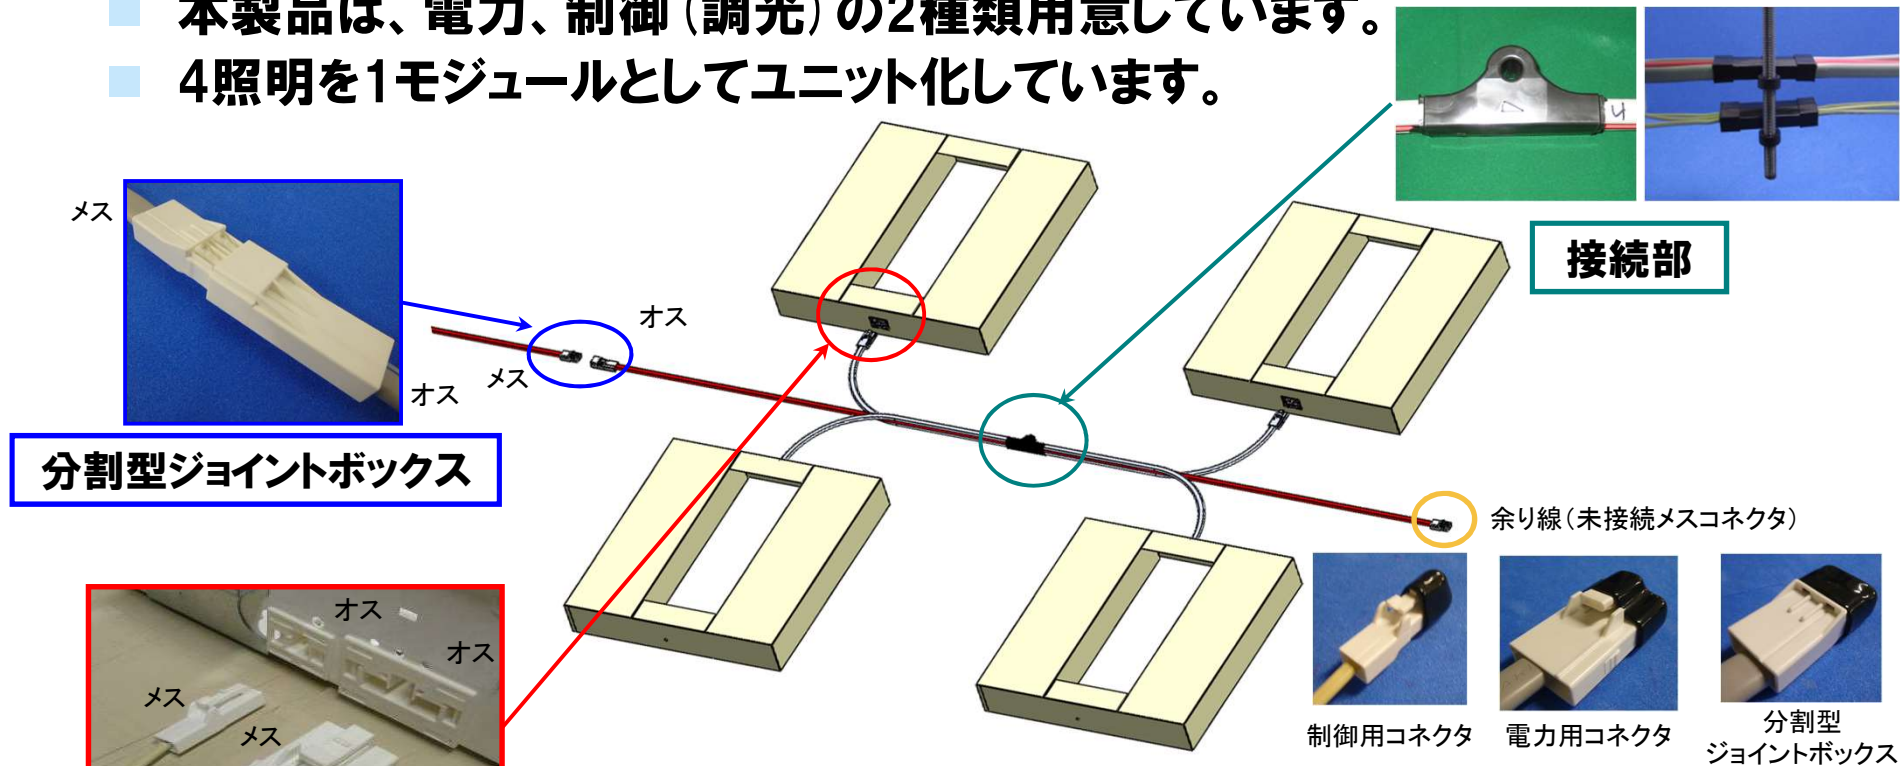 本製品は、電力、制御(調光)の2種類用意しています。
4照明を1モジュールとしてユニット化しています。
メス
オス
分割型ジョイントボックス
オス
メス
接続部
余り線(未接続メスコネクタ)
オス
オス
メス
メス
制御用コネクタ
電力用コネクタ
分割型
ジョイントボックス